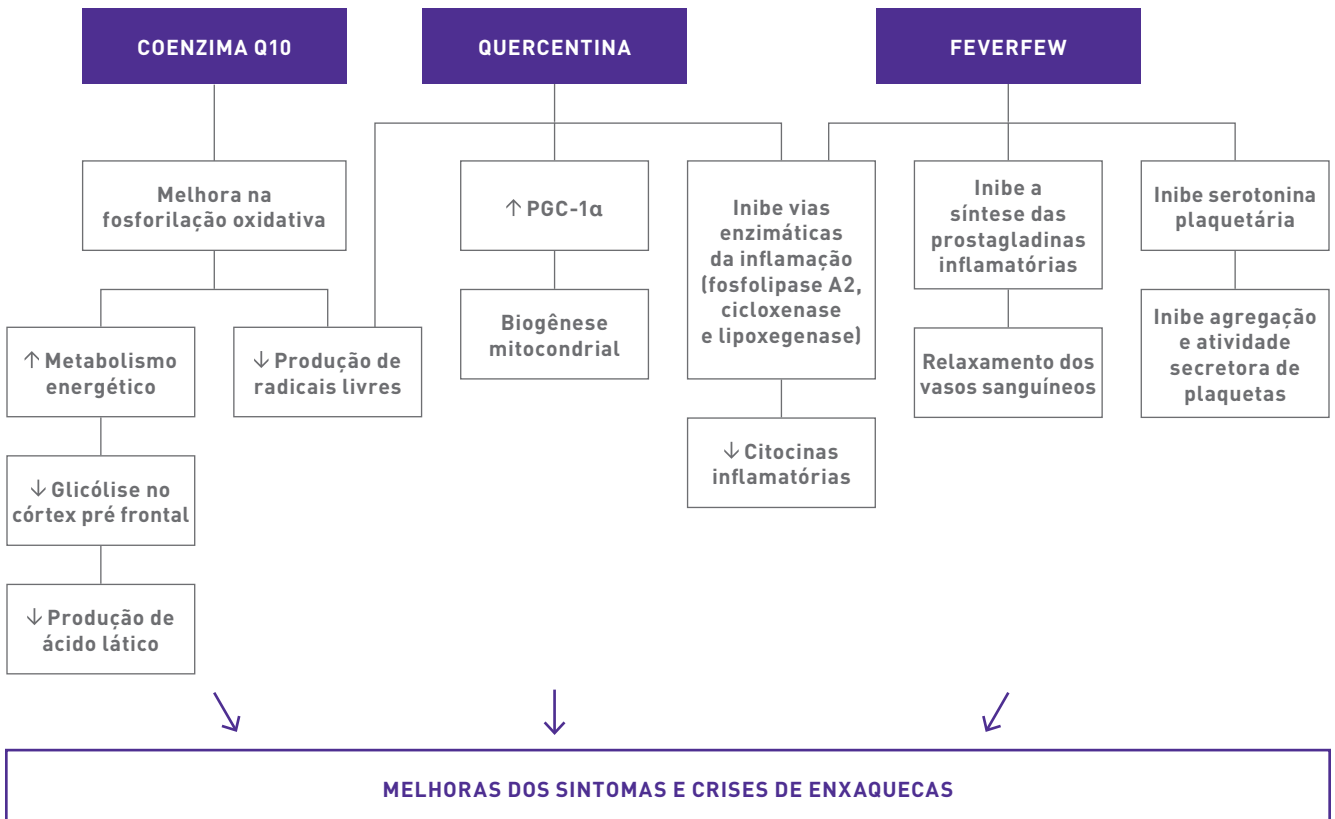 COENZIMA Q10
QUERCENTINA
FEVERFEW
Melhora na
fosforilação oxidativa
↑ PGC-1α
Inibe vias
enzimáticas
da inflamação
(fosfolipase A2,
cicloxenase
e lipoxegenase)
Inibe a
síntese das
prostagladinas
inflamatórias
Inibe serotonina
plaquetária
↑ Metabolismo
energético
↓ Produção de
radicais livres
Biogênese
mitocondrial
Relaxamento dos
vasos sanguíneos
Inibe agregação
e atividade
secretora de
plaquetas
↓ Glicólise no
córtex pré frontal
↓ Citocinas
inflamatórias
↓ Produção de
ácido lático
MELHORAS DOS SINTOMAS E CRISES DE ENXAQUECAS